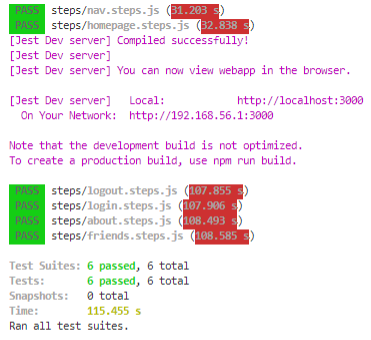 PASS steps/nav.steps.js (31.203 s)
PASS steps/homepage.steps.js (32.838 s)
[Jest Dev server] Compiled successfully!
[Jest Dev server]
[Jest Dev server] You can now view webapp in the browser.
[Jest Dev server] Local: http://localhost:3000
On Your Network: http://192.168.56.1:3000
Note that the development build is not optimized.
To create a production build, use npm run build.
PASS steps/logout.steps.js (107.855 s)
PASS steps/login.steps.js (107.906 s)
PASS steps/about.steps.js (108.493 s)
PASS steps/friends.steps.js (108.585 s)
Test Suites: 6 passed, 6 total
Tests: 6 passed, 6 total
Snapshots: 0 total
Time: 115.455 s
Ran all test suites.